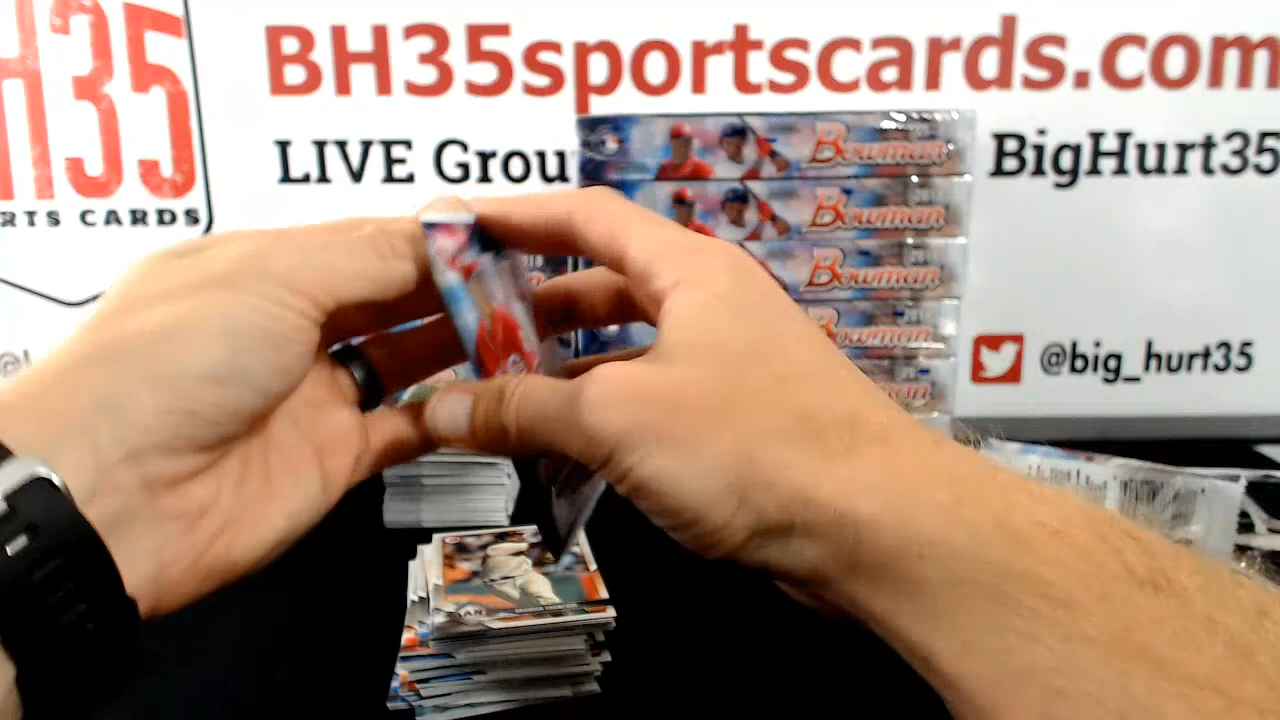 H35
RTS CARDS
BH35sportscards.com
LIVE Grou
BigHurt35
@big_hurt35
Bowman
Bowman
Bowman
Bowman